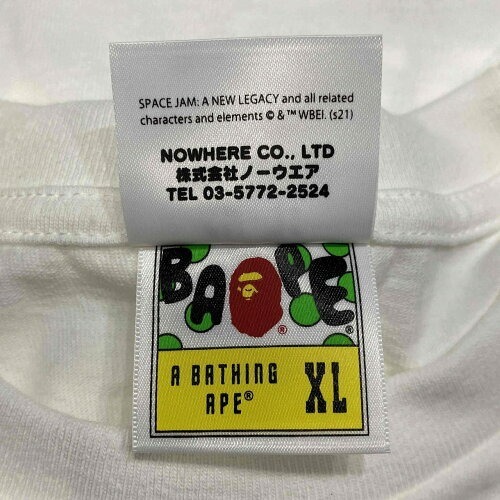 SPACE JAM: A NEW LEGACY and all related
characters and elements © & ™ WBEI. (s21)
NOWHERE CO., LTD
株式会社ノーウエア
TEL 03-5772-2524
BAPE
®
®
A BATHING
APE®
XL